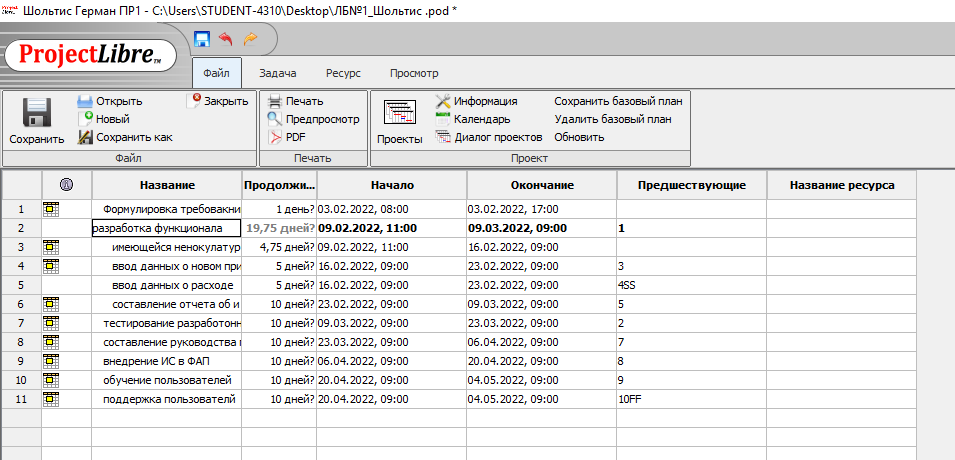 Шольтис Герман ПР1 - C:\Users\STUDENT-4310\Desktop\ЛБ№1_Шольтис .pod *
ProjectLibre™
Файл Задача Ресурс Просмотр
Сохранить
Открыть Закрыть
Новый
Сохранить как
Файл
Печать
Предпросмотр
PDF
Печать
Проекты
Информация Сохранить базовый план
Календарь Удалить базовый план
Диалог проектов Обновить
Проект
Название Продолжи... Начало Окончание Предшествующие Название ресурса
1 Формулировка требовакни 1 день? 03.02.2022, 08:00 03.02.2022, 17:00
2 разработка функционала 19,75 дней? 09.02.2022, 11:00 09.03.2022, 09:00 1
3 имеющейся ненокулатур 4,75 дней? 09.02.2022, 11:00 16.02.2022, 09:00
4 ввод данных о новом при 5 дней? 16.02.2022, 09:00 23.02.2022, 09:00 3
5 ввод данных о расходе 5 дней? 16.02.2022, 09:00 23.02.2022, 09:00 4SS
6 составление отчета об и 10 дней? 23.02.2022, 09:00 09.03.2022, 09:00 5
7 тестирование разработонн 10 дней? 09.03.2022, 09:00 23.03.2022, 09:00 2
8 составление руководства 10 дней? 23.03.2022, 09:00 06.04.2022, 09:00 7
9 внедрение ИС в ФАП 10 дней? 06.04.2022, 09:00 20.04.2022, 09:00 8
10 обучение пользователей 10 дней? 20.04.2022, 09:00 04.05.2022, 09:00 9
11 поддержка пользователй 10 дней? 20.04.2022, 09:00 04.05.2022, 09:00 10FF